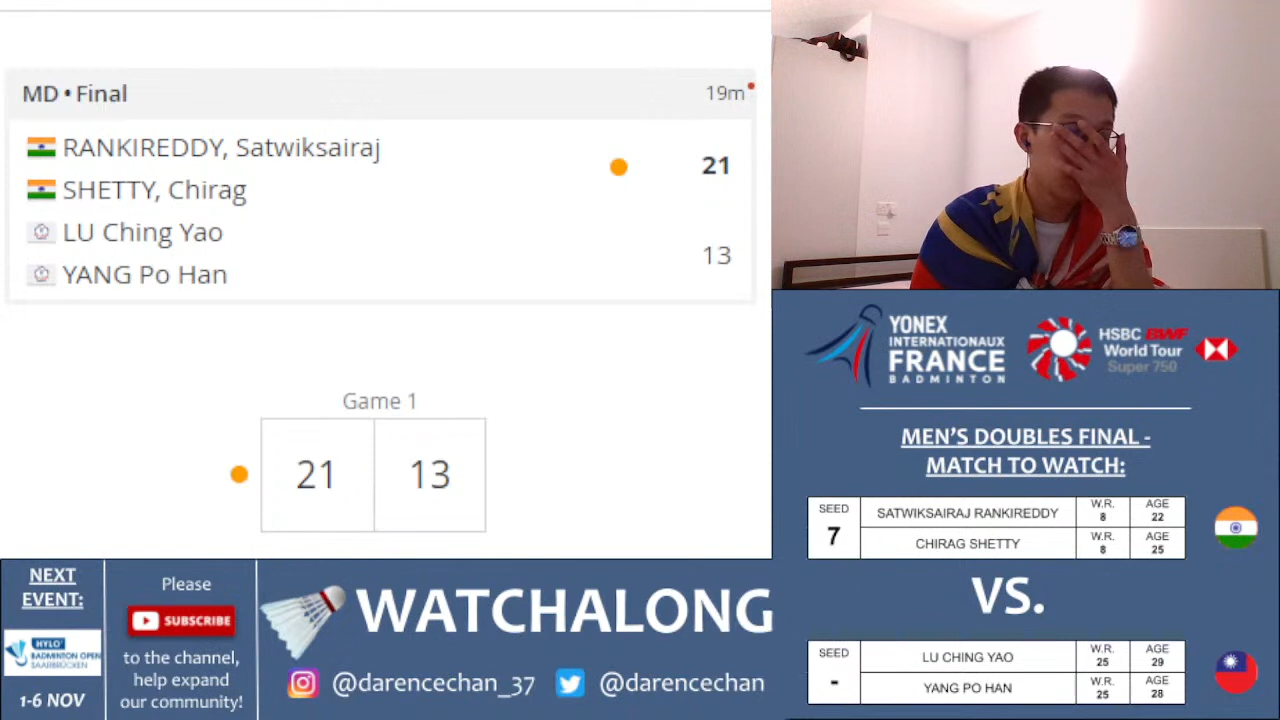 MD • Final
19m
RANKIREDDY, Satwiksairaj
SHETTY, Chirag
21
LU Ching Yao
YANG Po Han
13
Game 1
21 13
YONEX
INTERNATIONAUX
FRANCE
BADMINTON
HSBC BWF
World Tour
Super 750
MEN'S DOUBLES FINAL -
MATCH TO WATCH:
SEED
7
SATWIKSAIRAJ RANKIREDDY
W.R.
8
AGE
22
CHIRAG SHETTY
W.R.
8
AGE
25
VS.
SEED
-
LU CHING YAO
W.R.
25
AGE
29
YANG PO HAN
W.R.
25
AGE
28
NEXT
EVENT:
HYLO
BADMINTON OPEN
SAARBRÜCKEN
1-6 NOV
Please
SUBSCRIBE
to the channel,
help expand
our community!
WATCHALONG
@darencechan_37
@darencechan